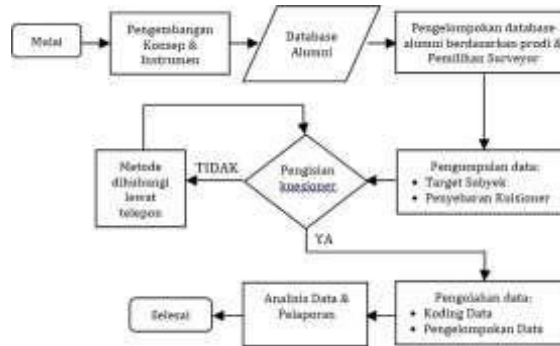 Mulai
Pengembangan
Konsep &
Instrumen
Database
Alumni
Pengelompokan database
alumni berdasarkan prodi &
Pemilihan Surveyor
Metode
dihubungi
lewat
telepon
TIDAK
Pengisian
kuesioner
Pengumpulan data:
• Target Subyek
• Penyebaran Kuisioner
YA
Selesai
Analisis Data &
Pelaporan
Pengolahan data:
• Koding Data
• Pengelompokan Data